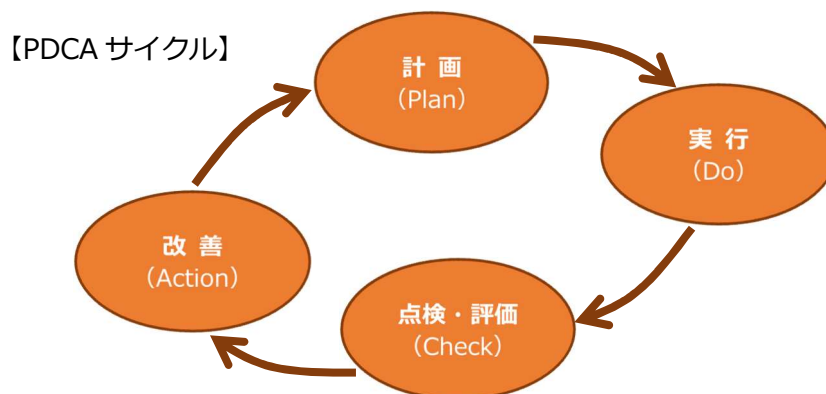 【PDCA サイクル】
計 画
(Plan)
実 行
(Do)
点検・評価
(Check)
改 善
(Action)